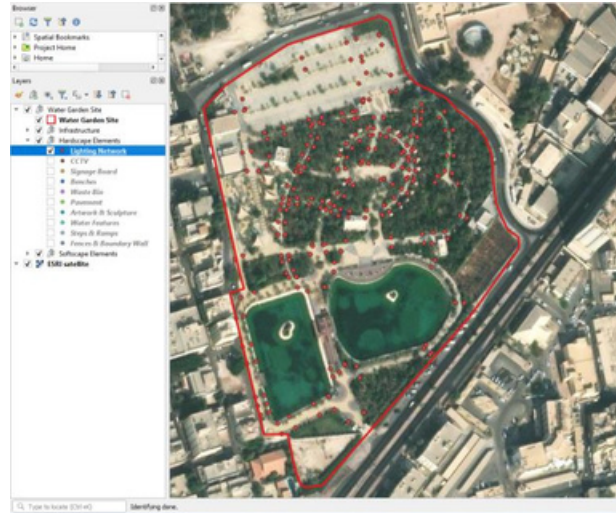 Browser
Spatial Bookmarks
Project Home
Home
Layers
Water Garden Site
Water Garden Site
Infrastructure
Hardscape Elements
Lighting Network
CCTV
Signage Board
Benches
Waste Bin
Pavement
Artwork & Sculpture
Water Features
Steps & Ramps
Fences & Boundary Wall
Softscape Elements
ESRI satellite
Type to locate (Ctrl+K)
Identifying done.